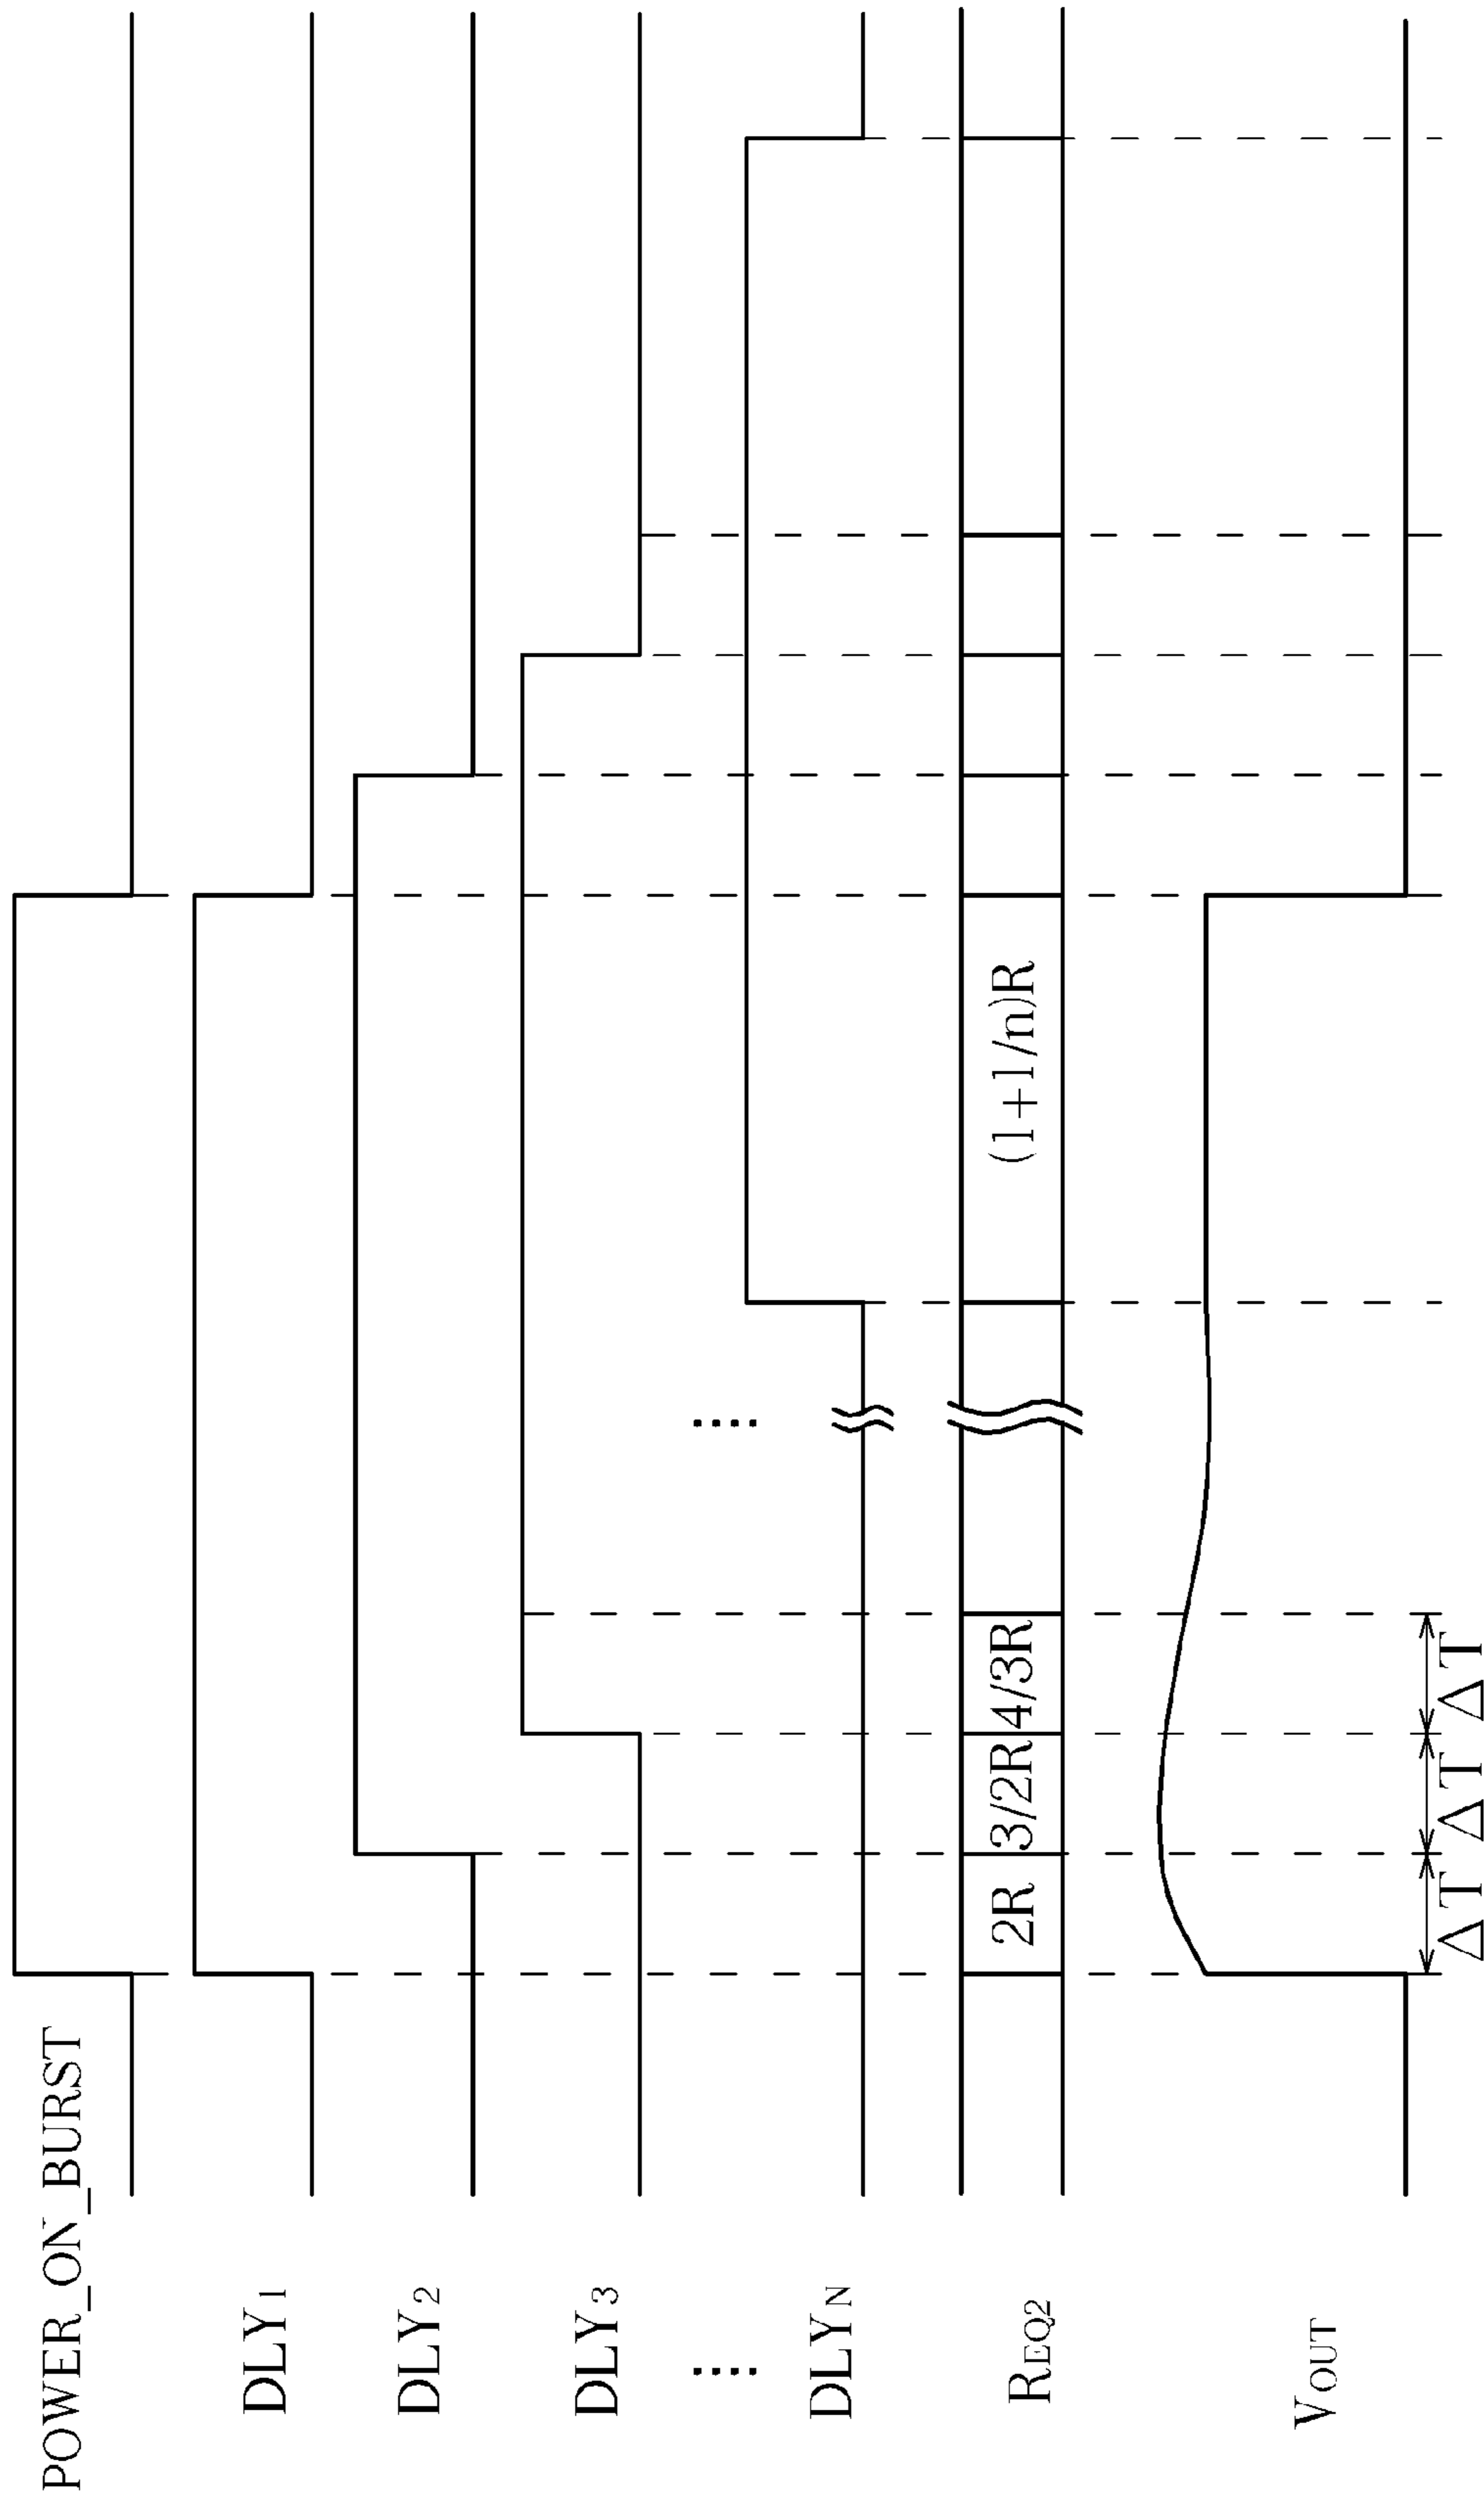 POWER_ON_BURST
DLY1
DLY2
DLY3
....
....
DLYN
REQ2
2R
3/2R
4/3R
(1+1/n)R
VOUT
ΔT
ΔT
ΔT